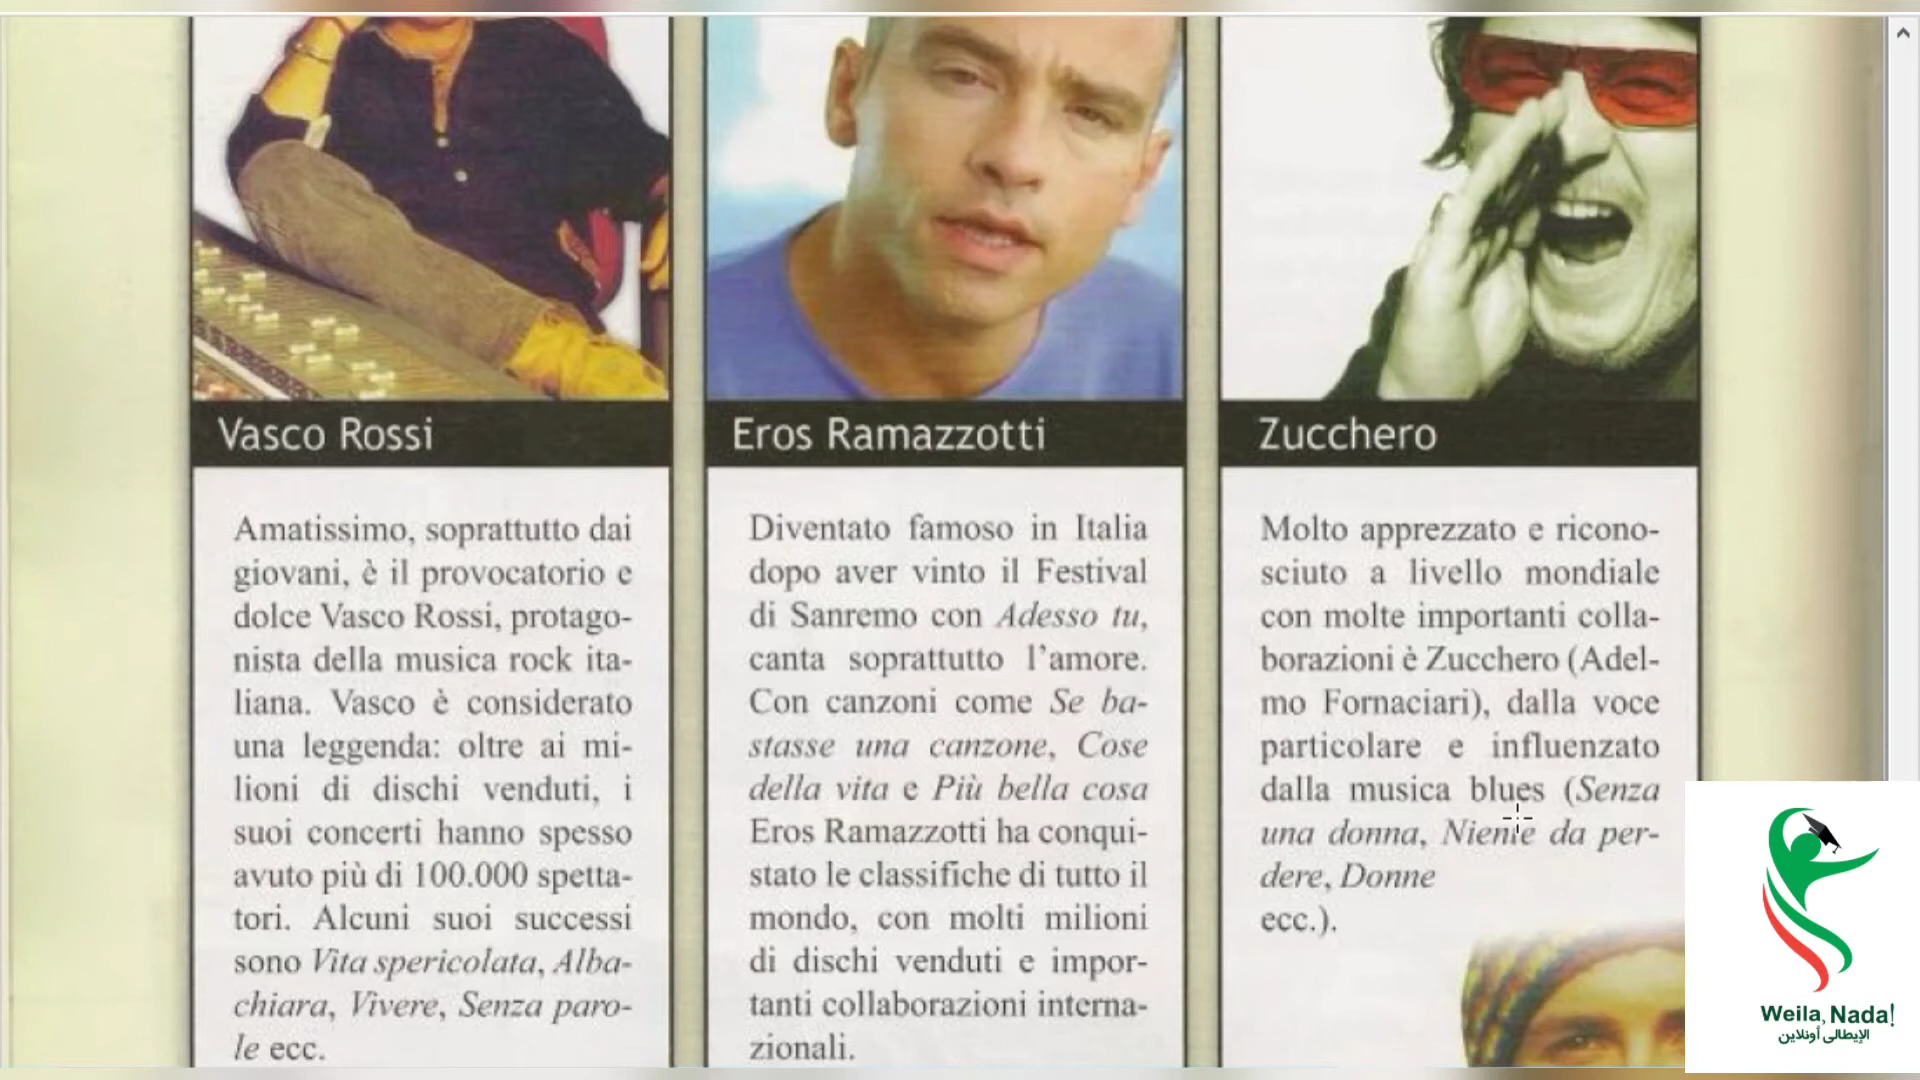 Vasco Rossi
Amatissimo, soprattutto dai
giovani, è il provocatorio e
dolce Vasco Rossi, protago-
nista della musica rock ita-
liana. Vasco è considerato
una leggenda: oltre ai mi-
lioni di dischi venduti, i
suoi concerti hanno spesso
avuto più di 100.000 spetta-
tori. Alcuni suoi successi
sono Vita spericolata, Alba-
chiara, Vivere, Senza paro-
le ecc.
Eros Ramazzotti
Diventato famoso in Italia
dopo aver vinto il Festival
di Sanremo con Adesso tu,
canta soprattutto l'amore.
Con canzoni come Se ba-
stasse una canzone, Cose
della vita e Più bella cosa
Eros Ramazzotti ha conqui-
stato le classifiche di tutto il
mondo, con molti milioni
di dischi venduti e impor-
tanti collaborazioni interna-
zionali.
Zucchero
Molto apprezzato e ricono-
sciuto a livello mondiale
con molte importanti colla-
borazioni è Zucchero (Adel-
mo Fornaciari), dalla voce
particolare e influenzato
dalla musica blues (Senza
una donna, Niente da per-
dere, Donne
ecc.).
Weila, Nada!
الإيطالى أونلاين